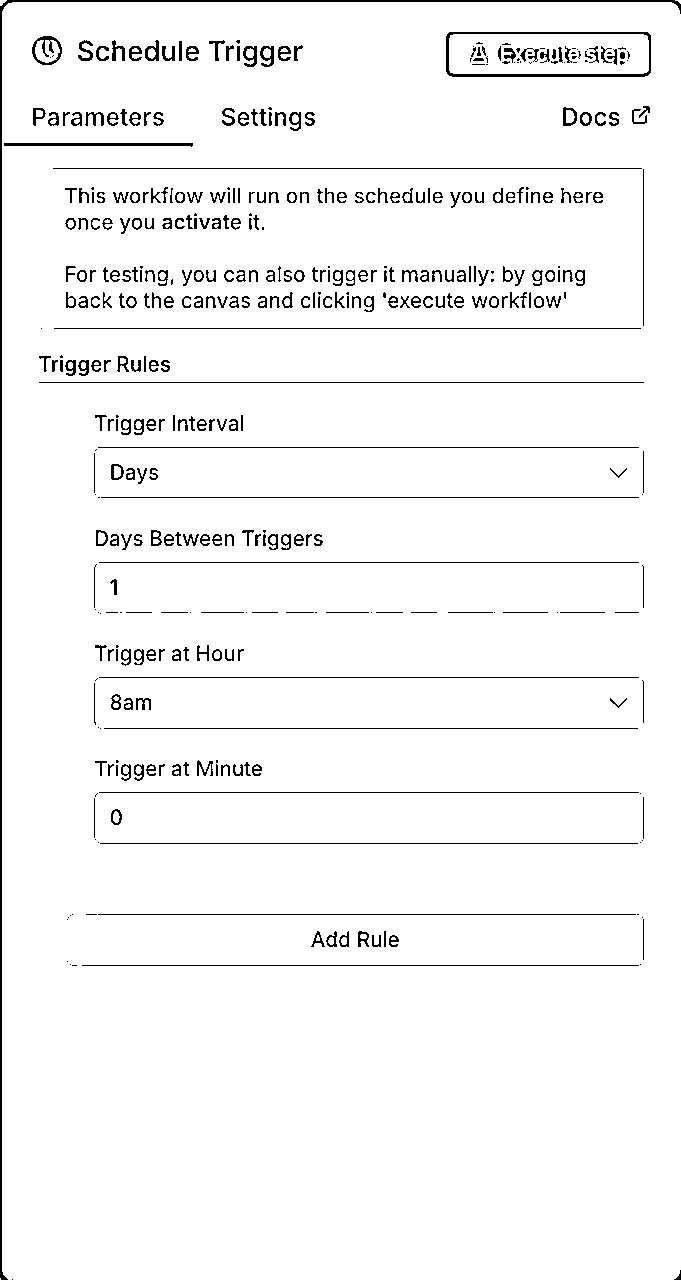 Schedule Trigger
Execute step
Parameters
Settings
Docs
This workflow will run on the schedule you define here
once you activate it.
For testing, you can also trigger it manually: by going
back to the canvas and clicking 'execute workflow'
Trigger Rules
Trigger Interval
Days
Days Between Triggers
1
Trigger at Hour
8am
Trigger at Minute
0
Add Rule